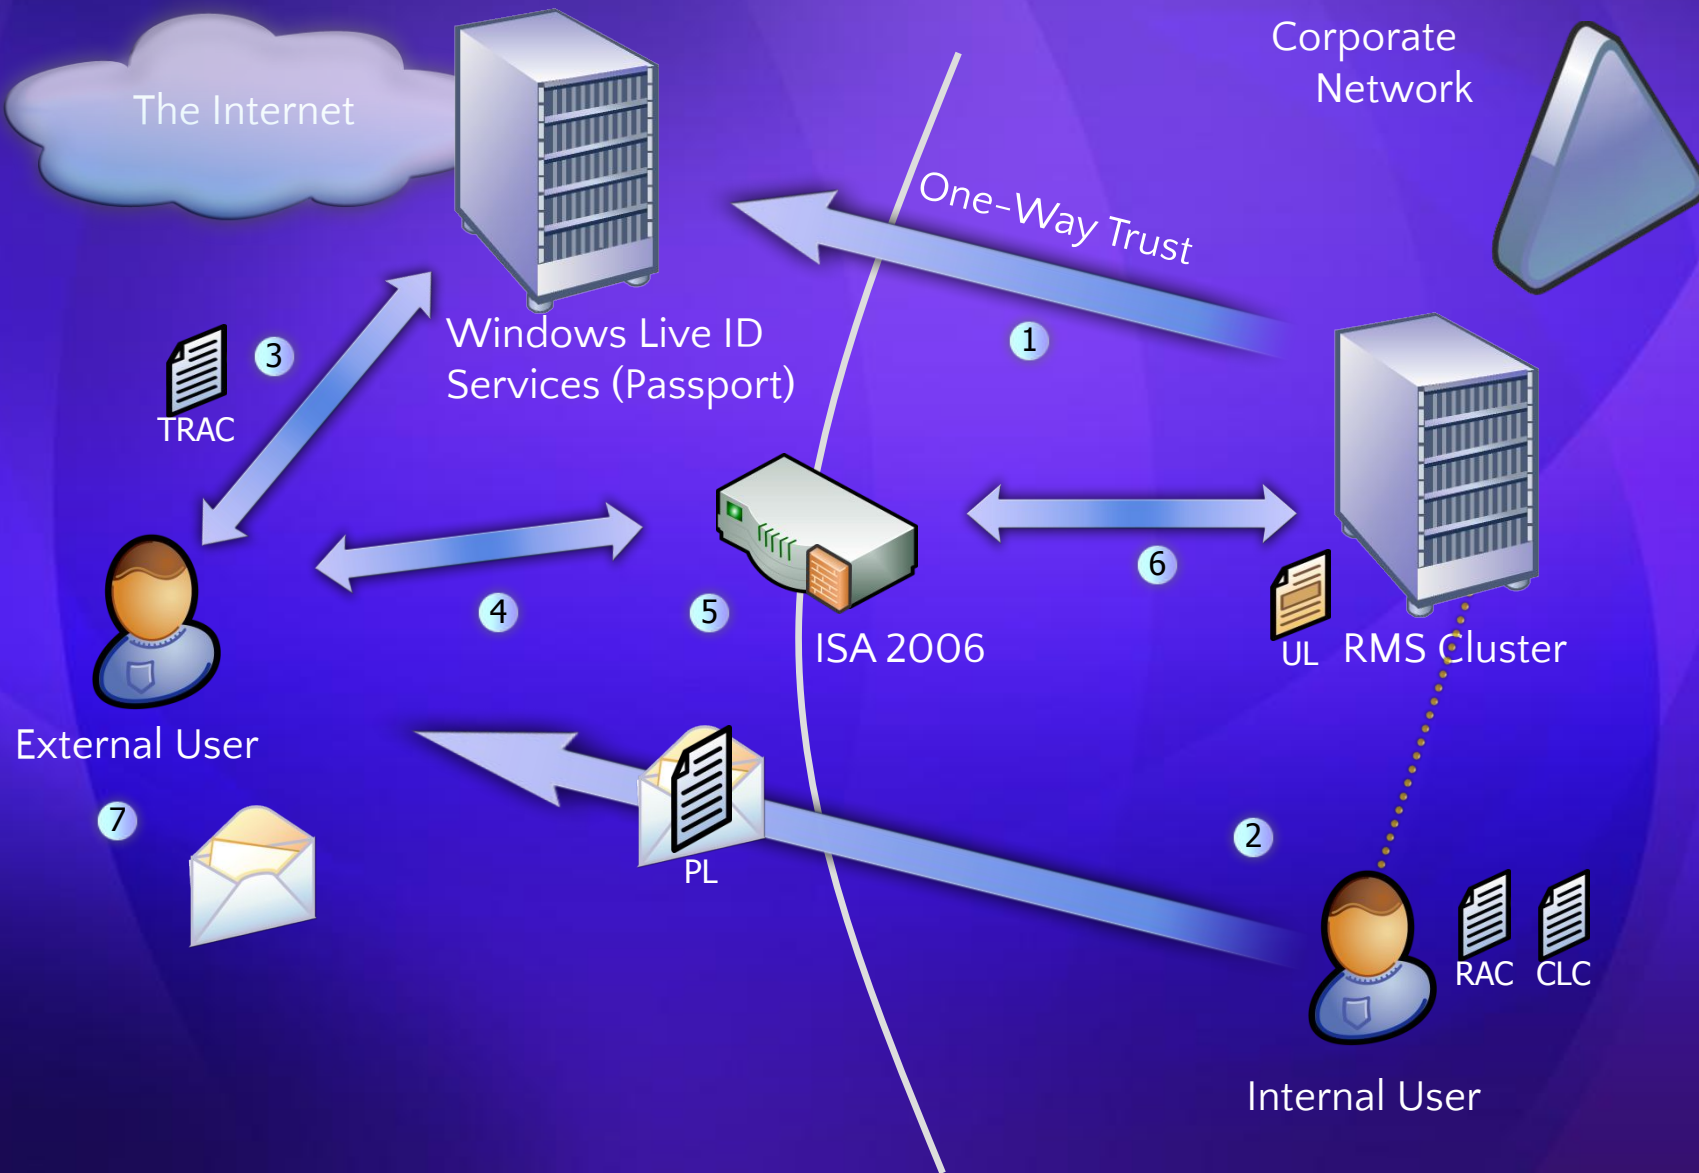 Corporate
Network
The Internet
One-Way Trust
Windows Live ID
Services (Passport)
1
3
TRAC
4
5
6
ISA 2006
UL
RMS Cluster
External User
7
PL
2
RAC
CLC
Internal User